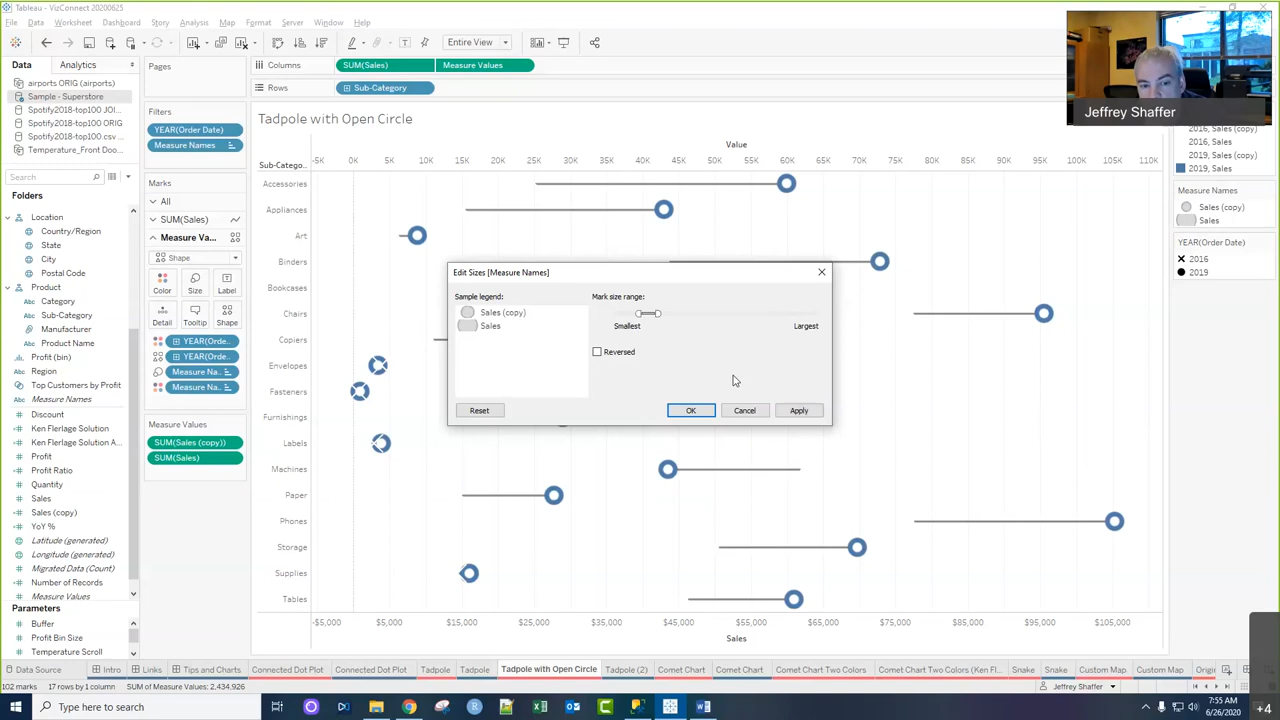 Tableau - VizConnect 20200625
File Data Worksheet Dashboard Story Analysis Map Format Server Window Help
Entire View
Data Analytics
airports ORIG (airports)
Sample - Superstore
Spotify2018-top100 JOI...
Spotify2018-top100 ORIG
Spotify2018-top100 csv ...
Temperature_Front Doo...
Search
Folders
Location
Country/Region
State
City
Postal Code
Product
Category
Sub-Category
Manufacturer
Product Name
Profit (bin)
Region
Top Customers by Profit
Measure Names
Discount
Ken Flerlage Solution
Ken Flerlage Solution A...
Profit
Profit Ratio
Quantity
Sales
Sales (copy)
YoY %
Latitude (generated)
Longitude (generated)
Migrated Data (Count)
Number of Records
Measure Values
Parameters
Buffer
Profit Bin Size
Temperature Scroll
Pages
Filters
YEAR(Order Date)
Measure Names
Marks
All
SUM(Sales)
Measure Va...
Shape
Color Size Label
Detail Tooltip Shape
YEAR(Orde..
YEAR(Orde..
Measure Na..
Measure Na..
Measure Values
SUM(Sales (copy))
SUM(Sales)
Columns SUM(Sales) Measure Values
Rows Sub-Category
Tadpole with Open Circle
Value
Sub-Catego..
-5K 0K 5K 10K 15K 20K 25K 30K 35K 40K 45K 50K 55K 60K 65K 70K 75K 80K 85K 90K 95K 100K 105K 110K
Accessories
Appliances
Art
Binders
Bookcases
Chairs
Copiers
Envelopes
Fasteners
Furnishings
Labels
Machines
Paper
Phones
Storage
Supplies
Tables
-$5,000 $5,000 $15,000 $25,000 $35,000 $45,000 $55,000 $65,000 $75,000 $85,000 $95,000 $105,000
Sales
Edit Sizes [Measure Names]
Sample legend:
Sales (copy)
Sales
Mark size range:
Smallest Largest
Reversed
Reset OK Cancel Apply
Jeffrey Shaffer
2016, Sales (copy)
2016, Sales
2019, Sales (copy)
2019, Sales
Measure Names
Sales (copy)
Sales
YEAR(Order Date)
2016
2019
Data Source Intro Links Tips and Charts Connected Dot Plot Connected Dot Plot Tadpole Tadpole Tadpole with Open Circle Tadpole (2) Comet Chart Comet Chart Comet Chart Two Colors Comet Chart Two Colors (Ken Fl... Snake Snake Custom Map Custom Map Origi
102 marks 17 rows by 1 column SUM of Measure Values: 2,434,926
Jeffrey Shaffer
Type here to search
7:55 AM
6/26/2020
+4